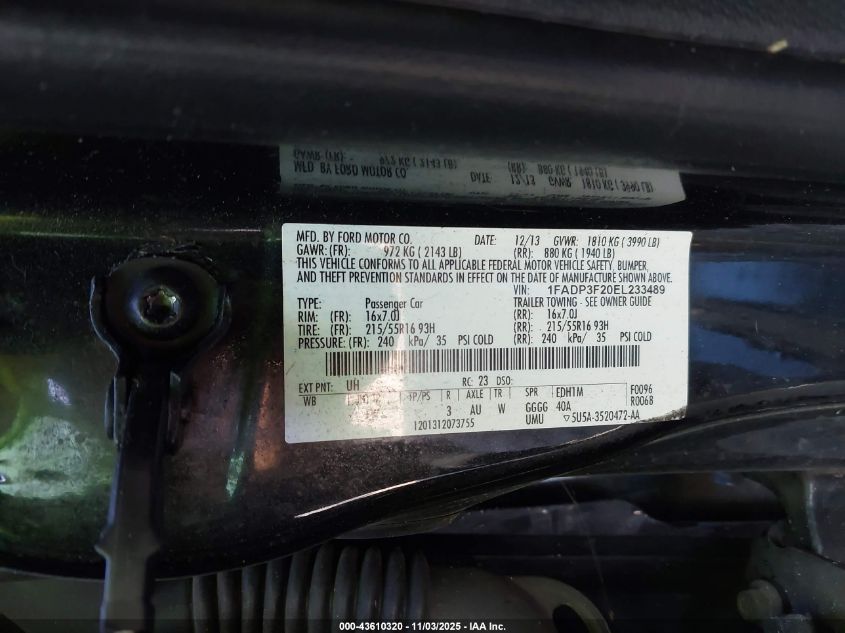 MFD. BY FORD MOTOR CO. DATE: 12/13 GVWR: 1810 KG ( 3990 LB)
GAWR:(FR): 972 KG ( 2143 LB) (RR): 880 KG ( 1940 LB)
THIS VEHICLE CONFORMS TO ALL APPLICABLE FEDERAL MOTOR VEHICLE SAFETY, BUMPER,
AND THEFT PREVENTION STANDARDS IN EFFECT ON THE DATE OF MANUFACTURE SHOWN ABOVE.
VIN: 1FADP3F20EL233489
TYPE: Passenger Car TRAILER TOWING - SEE OWNER GUIDE
RIM: (FR): 16x7.0J (RR): 16x7.0J
TIRE: (FR): 215/55R16 93H (RR): 215/55R16 93H
PRESSURE: (FR): 240 kPa/ 35 PSI COLD (RR): 240 kPa/ 35 PSI COLD
EXT PNT: UH RC: 23 DSO:
WB TP/PS R AXLE TR SPR EDH1M F0096
3 AU W GGGG 40A R0068
1201312073755 UMU 5U5A-3520472-AA
000-43610320 - 11/03/2025 - IAA Inc.